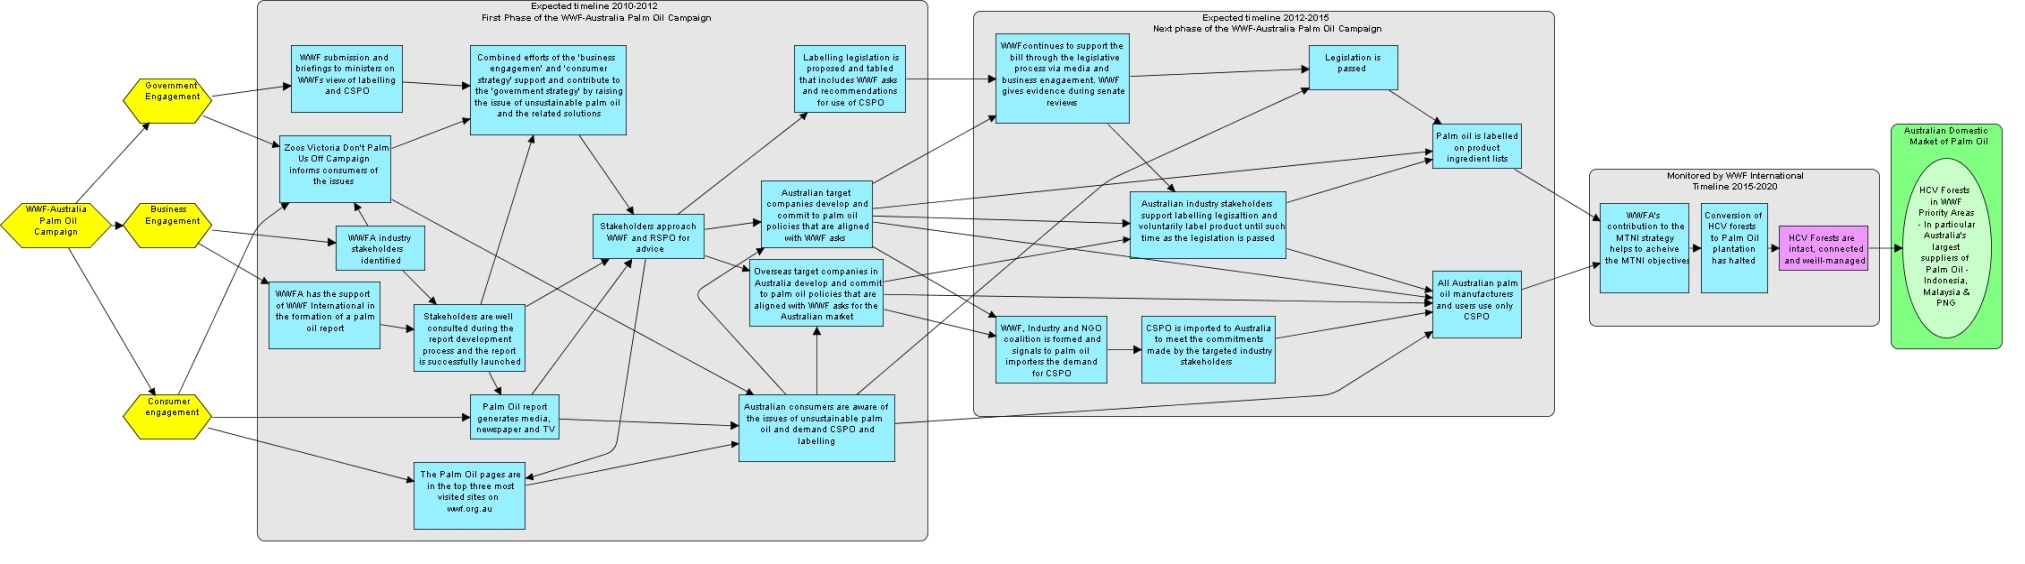 WWF-Australia
Palm Oil
Campaign
Government
Engagement
Business
Engagement
Consumer
engagement
Expected timeline 2010-2012
First Phase of the WWF-Australia Palm Oil Campaign
WWF submission and
briefings to ministers on
WWFs view of labelling
and CSPO
Zoos Victoria Don't Palm
Us Off Campaign
informs consumers of
the issues
WWFA industry
stakeholders
identified
WWFA has the support
of WWF International in
the formation of a palm
oil report
Combined efforts of the 'business
engagemen' and 'consumer
strategy' support and contribute to
the 'government strategy' by raising
the issue of unsustainable palm oil
and the related solutions
Stakeholders are well
consulted during the
report development
process and the report
is successfully launched
Palm Oil report
generates media,
newspaper and TV
The Palm Oil pages are
in the top three most
visited sites on
wwf.org.au
Stakeholders approach
WWF and RSPO for
advice
Labelling legislation is
proposed and tabled
that includes WWF asks
and recommendations
for use of CSPO
Australian target
companies develop and
commit to palm oil
policies that are aligned
with WWF asks
Overseas target companies in
Australia develop and commit
to palm oil policies that are
aligned with WWF asks for the
Australian market
Australian consumers are aware of
the issues of unsustainable palm
oil and demand CSPO and
labelling
Expected timeline 2012-2015
Next phase of the WWF-Australia Palm Oil Campaign
WWFcontinues to support the
bill through the legislative
process via media and
business enagaement. WWF
gives evidence during senate
reviews
Legislation is
passed
Palm oil is labelled
on product
ingredient lists
Australian industry stakeholders
support labelling legisaltion and
voluntarily label product until such
time as the legislation is passed
WWF, Industry and NGO
coalition is formed and
signals to palm oil
importers the demand
for CSPO
CSPO is imported to Australia
to meet the commitments
made by the targeted industry
stakeholders
All Australian palm
oil manufacturers
and users use only
CSPO
Monitored by WWF International
Timeline 2015-2020
WWFA's
contribution to the
MTNI strategy
helps to acheive
the MTNI objectives
Conversion of
HCV forests
to Palm Oil
plantation
has halted
HCV Forests are
intact, connected
and weill-managed
Australian Domestic
Market of Palm Oil
HCV Forests
in WWF
Priority Areas
- In particular
Australia's
largest
suppliers of
Palm Oil -
Indonesia,
Malaysia &
PNG